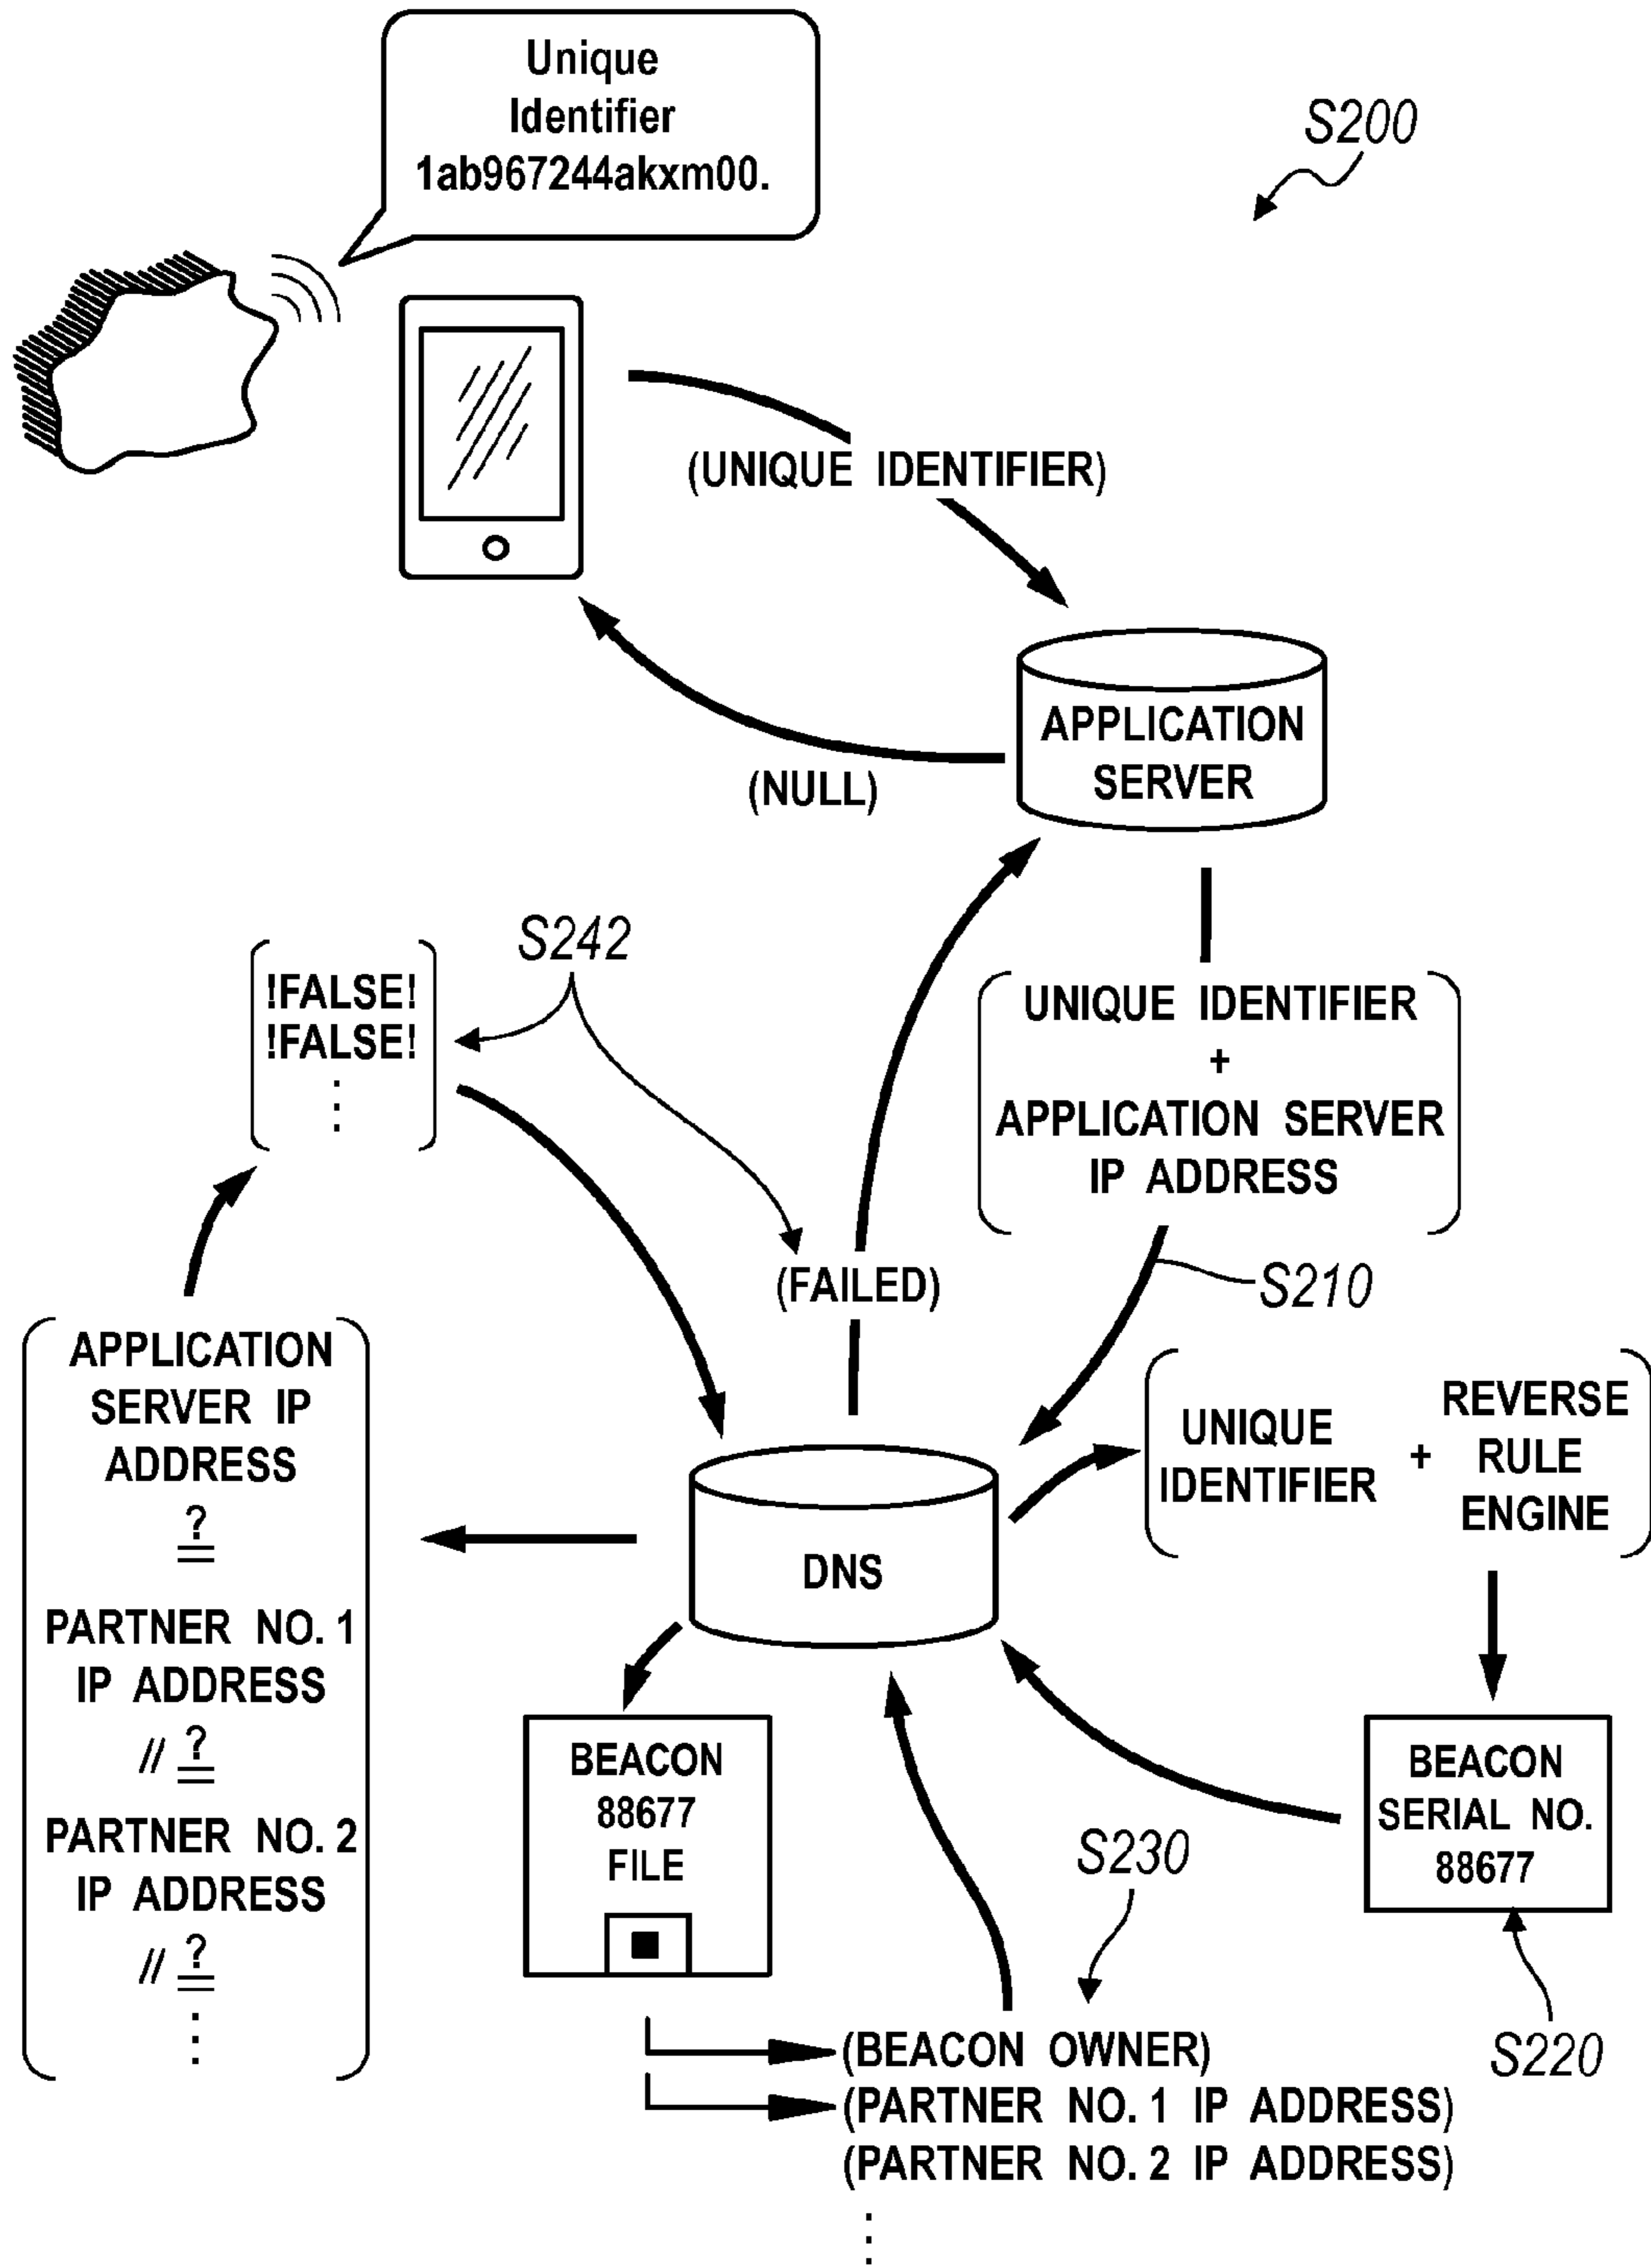 Unique
Identifier
1ab967244akxm00.
S200
(UNIQUE IDENTIFIER)
APPLICATION
SERVER
(NULL)
S242
!FALSE!
!FALSE!
⋮
UNIQUE IDENTIFIER
+
APPLICATION SERVER
IP ADDRESS
S210
(FAILED)
APPLICATION
SERVER IP
ADDRESS
?
=
PARTNER NO. 1
IP ADDRESS
// ?
=
PARTNER NO. 2
IP ADDRESS
// ?
=
⋮
DNS
UNIQUE
IDENTIFIER
+
REVERSE
RULE
ENGINE
BEACON
88677
FILE
BEACON
SERIAL NO.
88677
S230
S220
(BEACON OWNER)
(PARTNER NO. 1 IP ADDRESS)
(PARTNER NO. 2 IP ADDRESS)
⋮